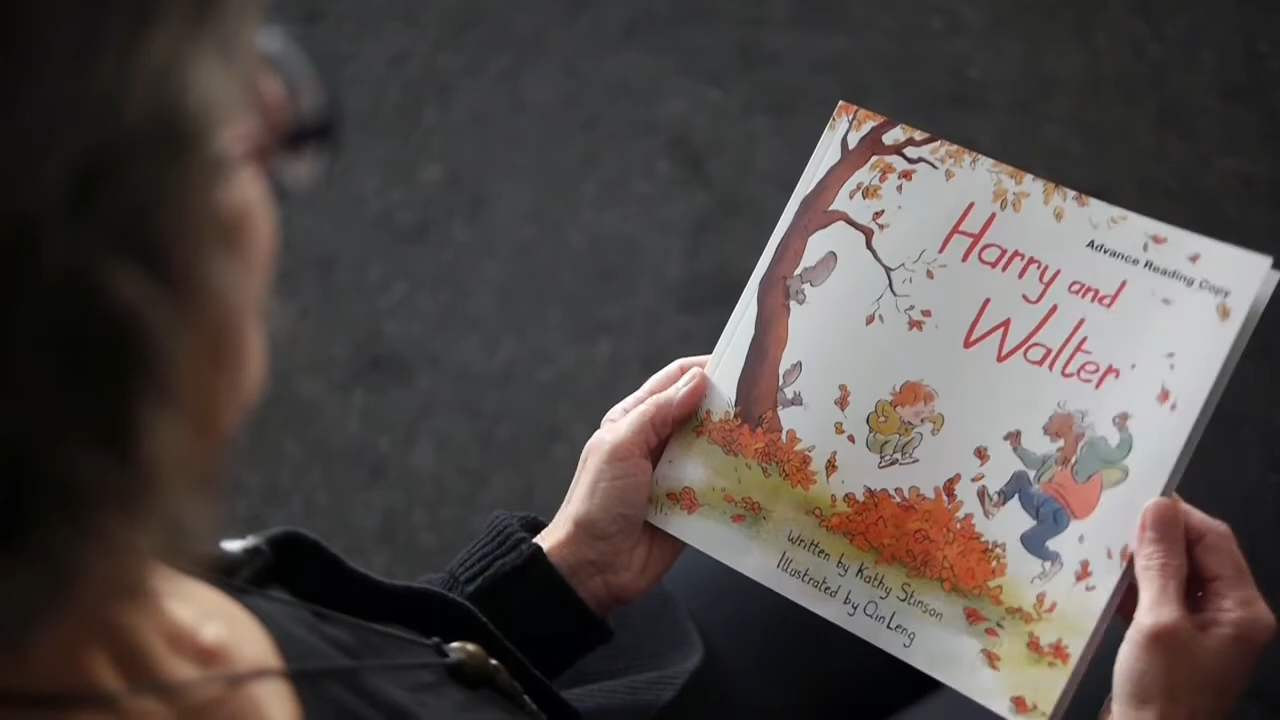 Advance Reading Copy
Harry and
Walter
Written by Kathy Stinson
Illustrated by Qin Leng